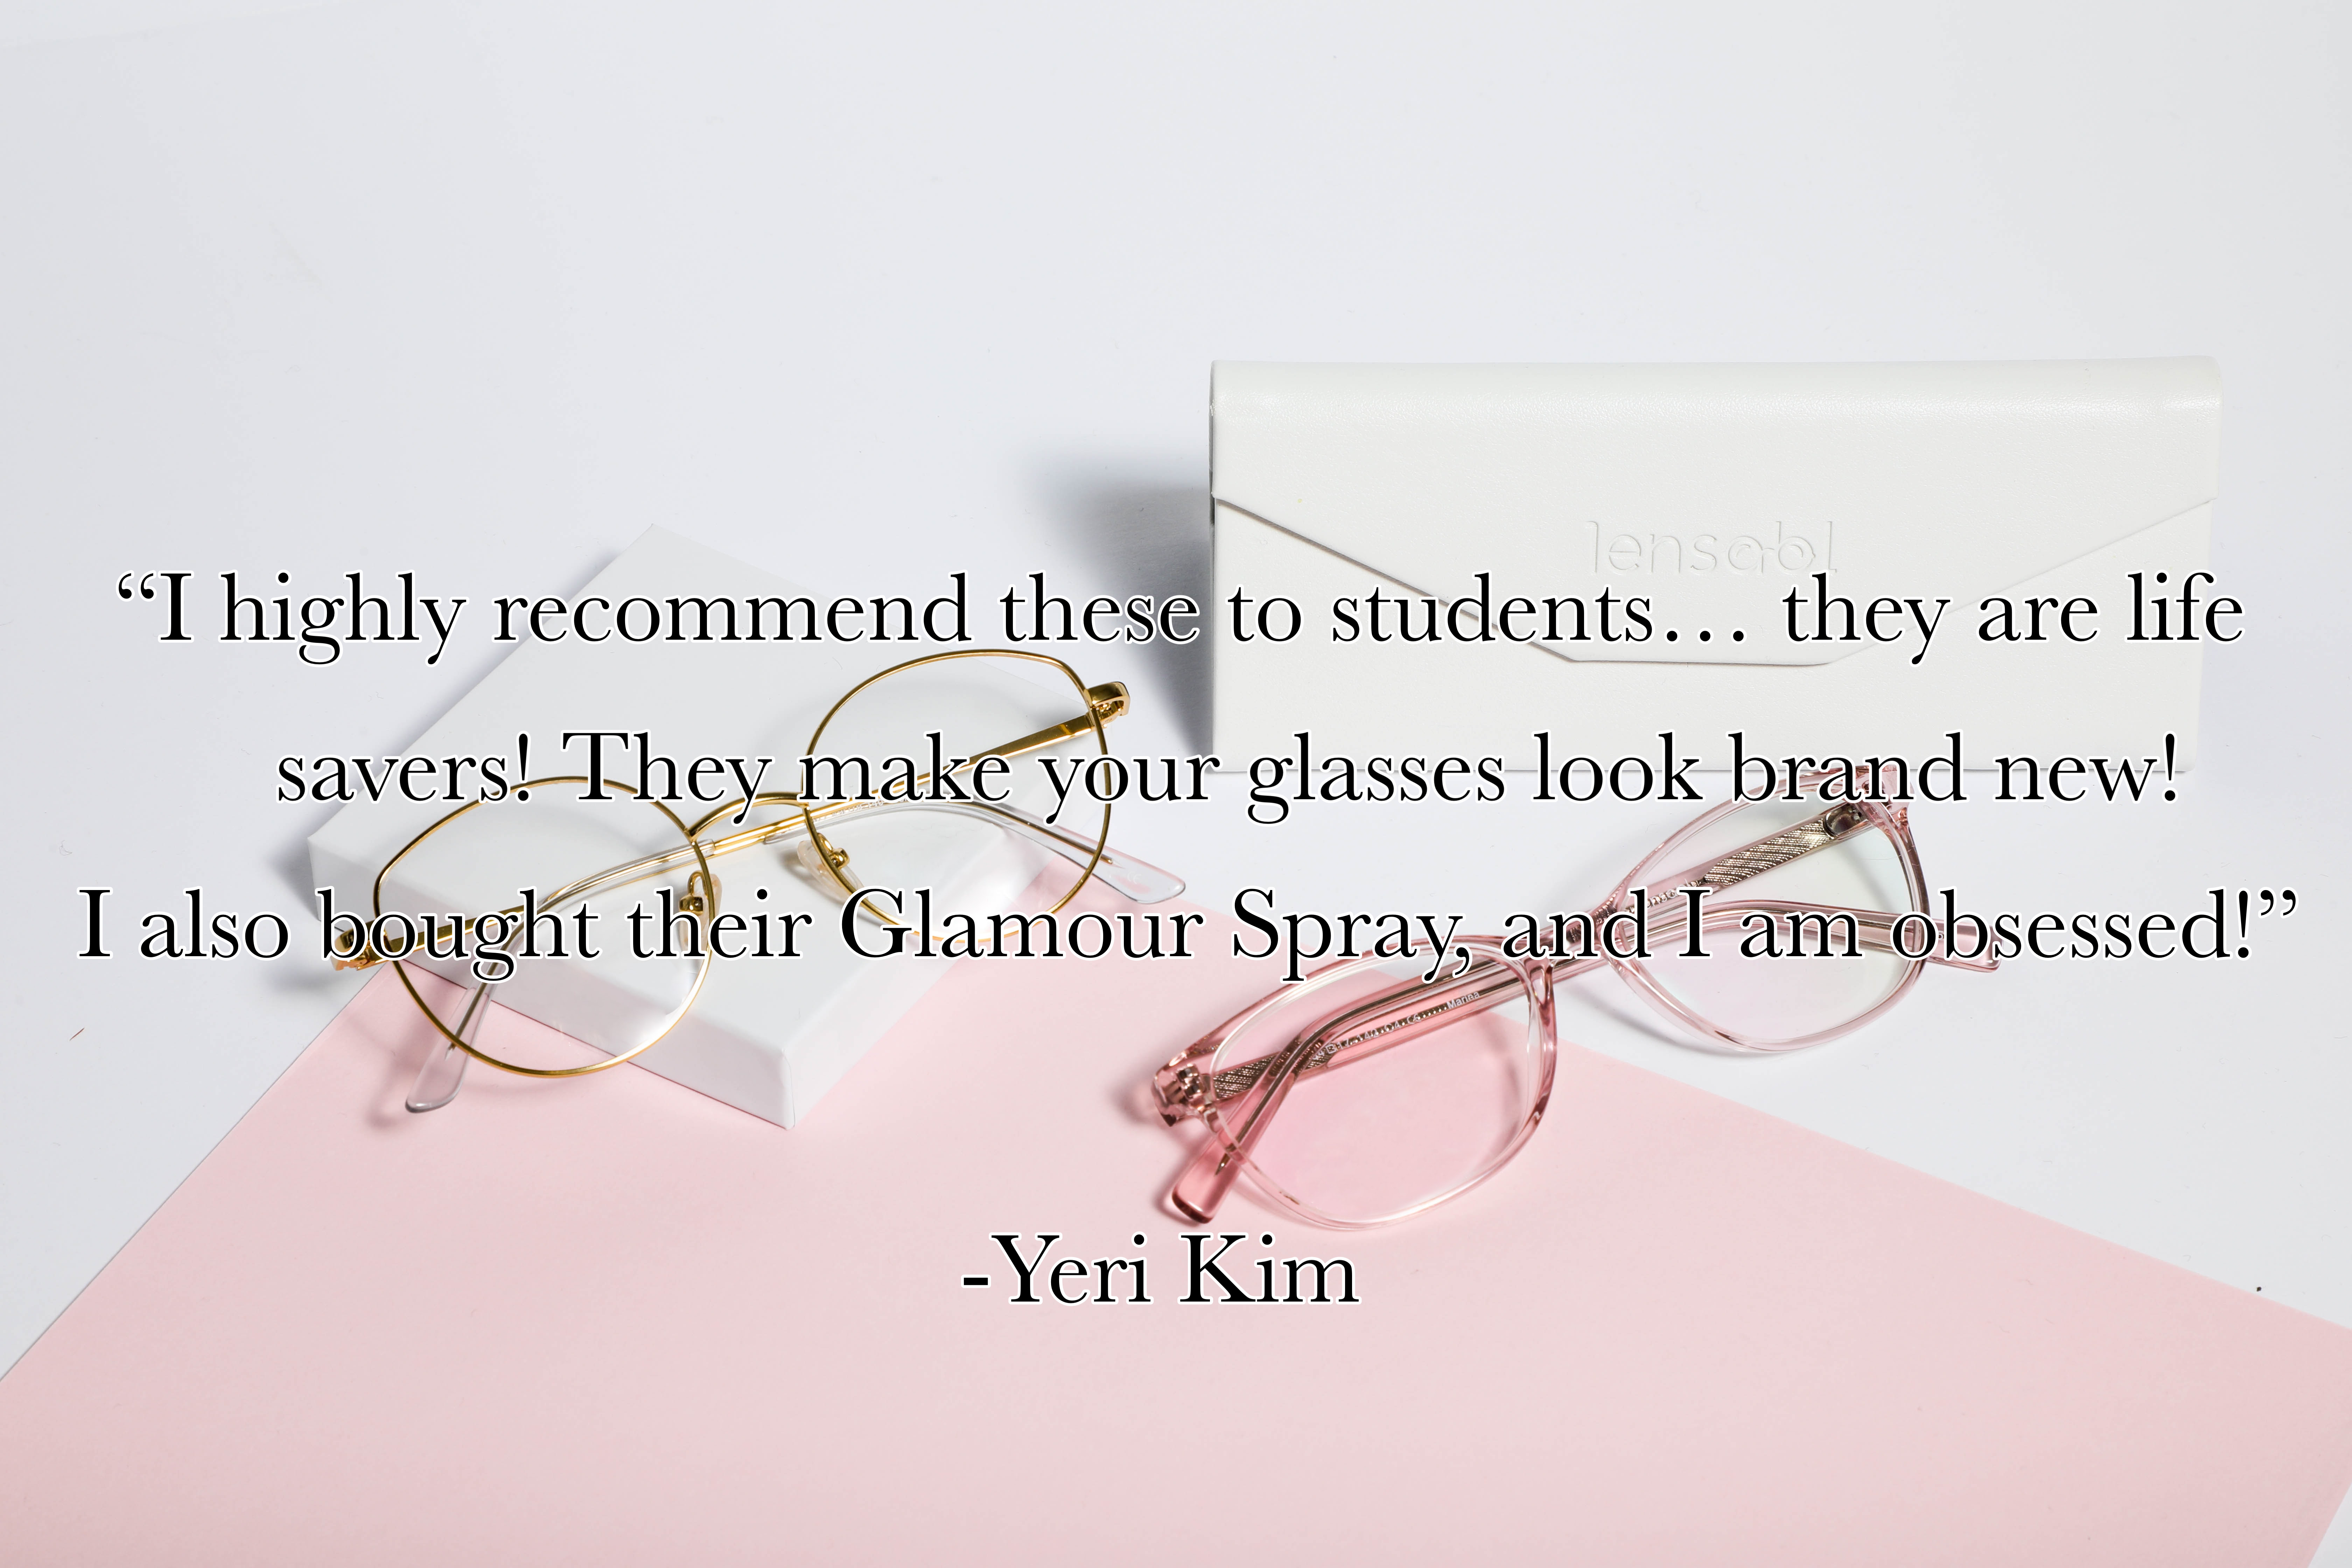 lensabl
“I highly recommend these to students… they are life
savers! They make your glasses look brand new!
I also bought their Glamour Spray, and I am obsessed!”
Marina
-Yeri Kim